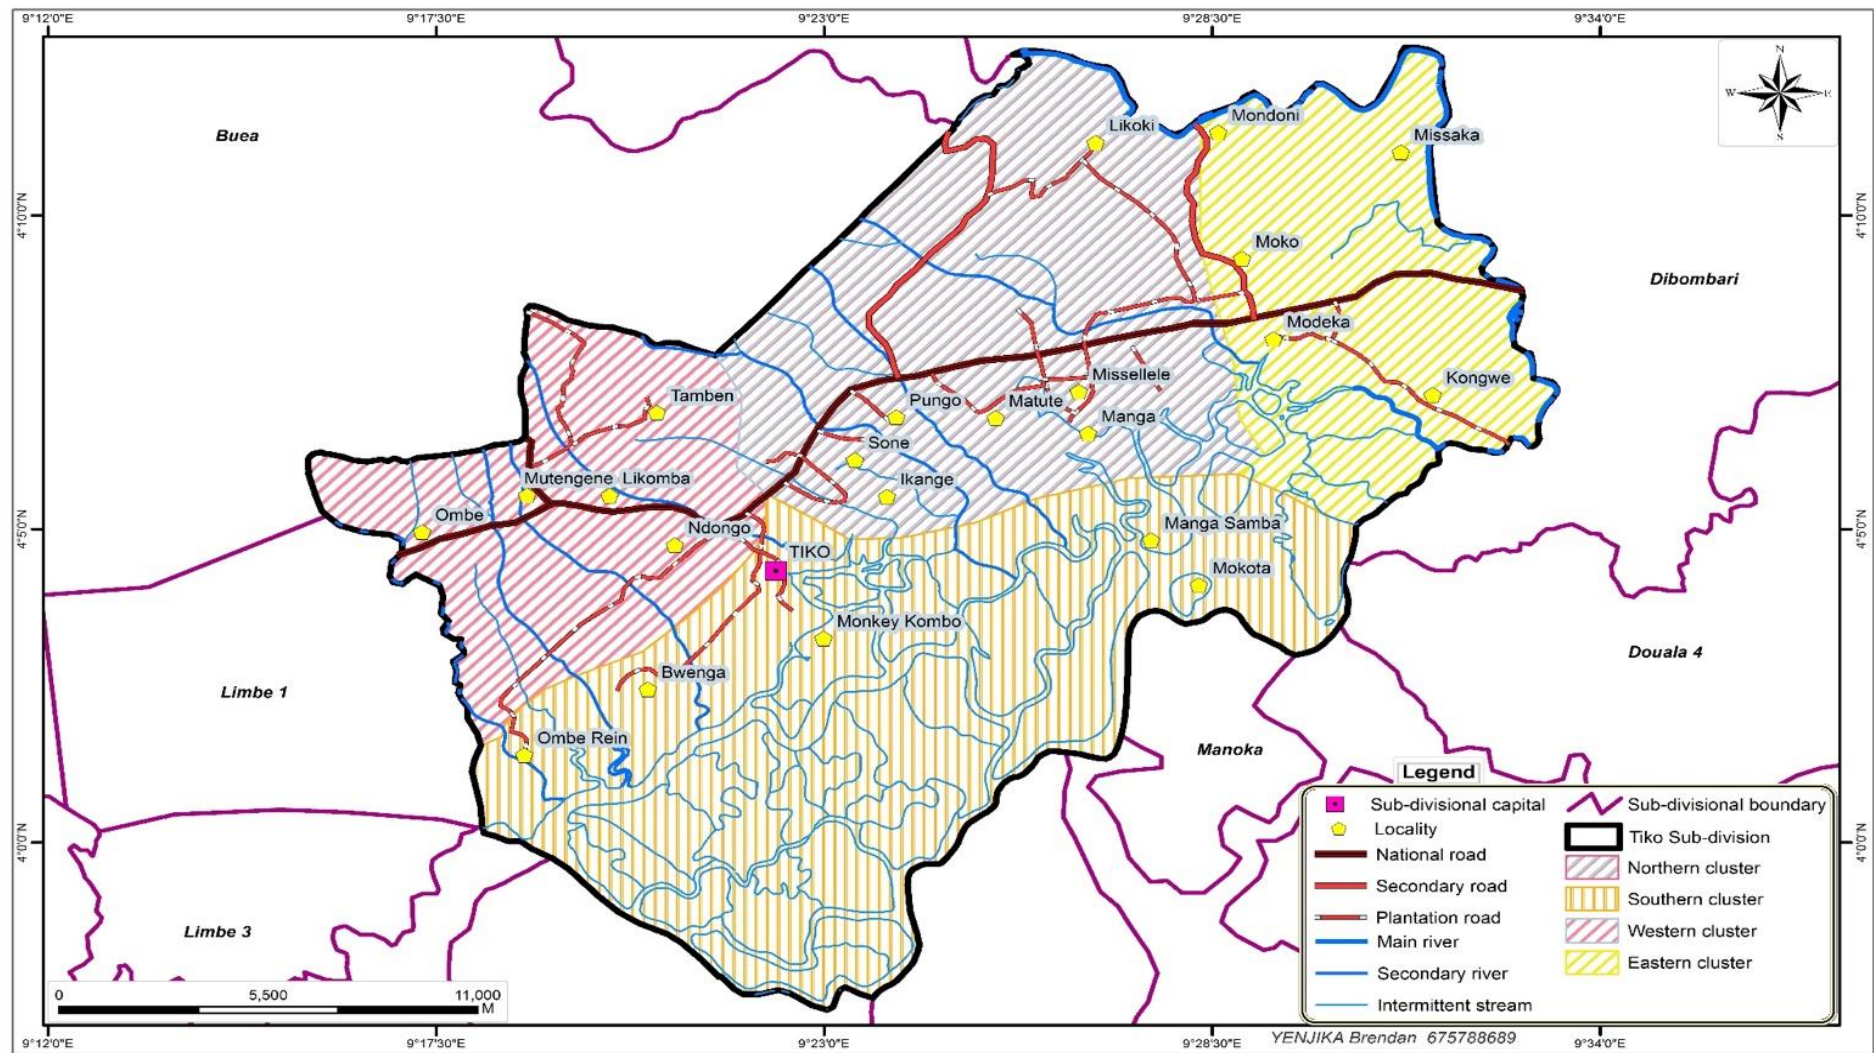 9°12'0"E 9°17'30"E 9°23'0"E 9°28'30"E 9°34'0"E
N
W E
S
Buea
Likoki
Mondoni
Missaka
4°10'0"N 4°10'0"N
Moko
Dibombari
Modeka
Missellele
Kongwe
Tamben
Pungo
Matute
Manga
Sone
Mutengene
Likomba
Ikange
Ombe
Ndongo
Manga Samba
4°5'0"N 4°5'0"N
TIKO
Mokota
Monkey Kombo
Douala 4
Bwenga
Limbe 1
Ombe Rein
Manoka
Legend
Sub-divisional capital
Locality
National road
Secondary road
Plantation road
Main river
Secondary river
Intermittent stream
Sub-divisional boundary
Tiko Sub-division
Northern cluster
Southern cluster
Western cluster
Eastern cluster
4°0'0"N 4°0'0"N
Limbe 3
0 5,500 11,000
M
YENJIKA Brendan 675788689
9°12'0"E 9°17'30"E 9°23'0"E 9°28'30"E 9°34'0"E